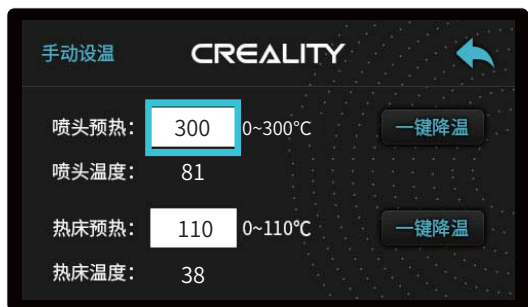 手动设温 CREALITY
喷头预热： 300 0~300°C 一键降温
喷头温度： 81
热床预热： 110 0~110℃ 一键降温
热床温度： 38